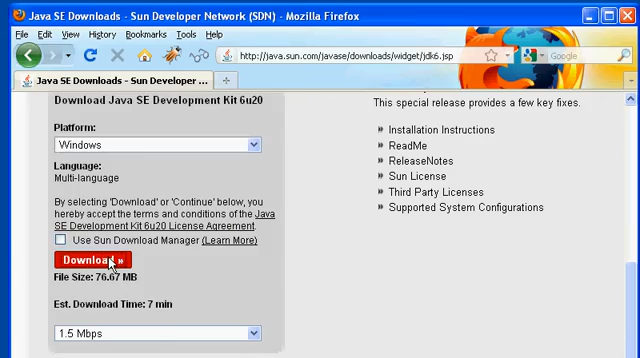 Java SE Downloads - Sun Developer Network (SDN) - Mozilla Firefox
File Edit View History Bookmarks Tools Help
http://java.sun.com/javase/downloads/widget/jdk6.jsp
Google
Java SE Downloads - Sun Developer ...
Download Java SE Development Kit 6u20
This special release provides a few key fixes.
Platform:
Windows
Language:
Multi-language
By selecting 'Download' or 'Continue' below, you
hereby accept the terms and conditions of the Java
SE Development Kit 6u20 License Agreement.
Use Sun Download Manager (Learn More)
Download »
File Size: 76.67 MB
Est. Download Time: 7 min
1.5 Mbps
» Installation Instructions
» ReadMe
» ReleaseNotes
» Sun License
» Third Party Licenses
» Supported System Configurations